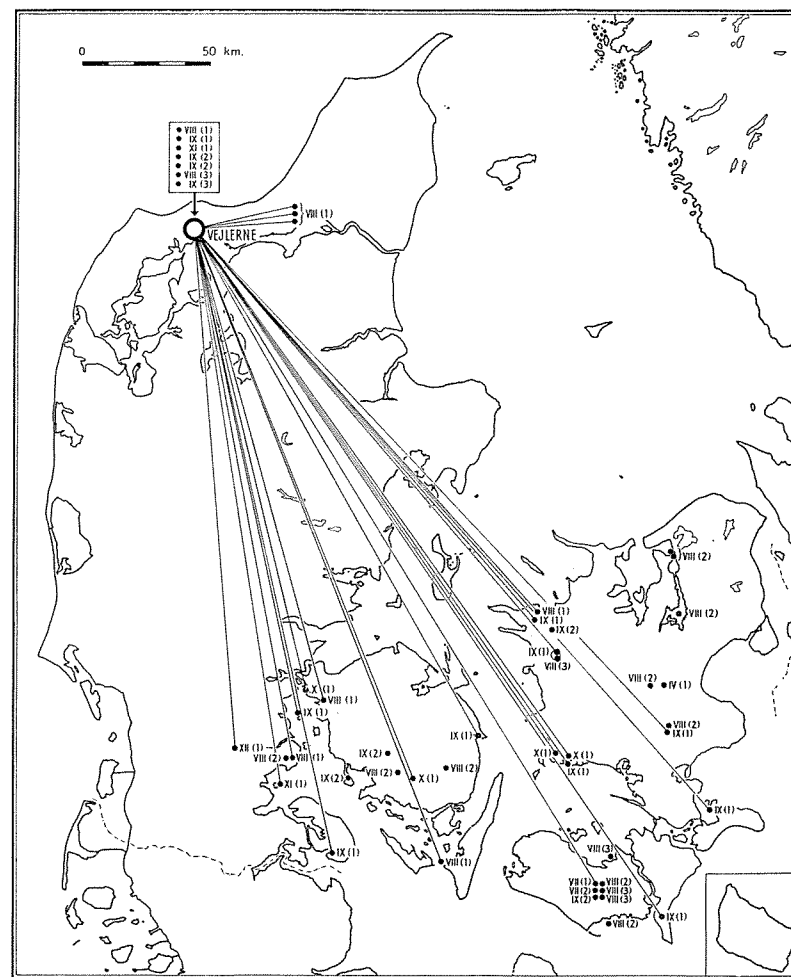 0 50 km.
VIII (1)
IX (1)
XI (1)
IX (2)
IX (2)
VIII (3)
IX (3)
VIII (1)
VEJLERNE
VIII (2)
VIII (1)
IX (1)
IX (2)
VIII (2)
IX (1)
VIII (3)
VIII (2) IV (1)
X (1)
VIII (1)
IX (1)
VIII (2)
IX (1)
IX (1)
XII (1)
IX (2)
X (1) X (1)
VIII (2) VIII (1)
IX (1)
VIII (2)
VIII (2)
IX (2)
X (1)
XI (1)
IX (1)
IX (1)
VIII (3)
VIII (1)
VII (1) VIII (2)
VII (2) VIII (3)
IX (2) VIII (3)
IX (1)
VIII (2)